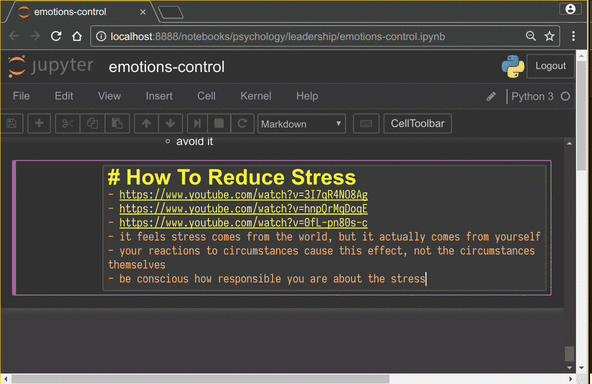 emotions-control
localhost:8888/notebooks/psychology/leadership/emotions-control.ipynb
jupyter emotions-control
Logout
File Edit View Insert Cell Kernel Help
Python 3
Markdown
CellToolbar
avoid it
# How To Reduce Stress
- https://www.youtube.com/watch?v=3I7qR4NO8Ag
- https://www.youtube.com/watch?v=hnpQrMqDoqE
- https://www.youtube.com/watch?v=0fL-pn80s-c
- it feels stress comes from the world, but it actually comes from yourself
- your reactions to circumstances cause this effect, not the circumstances
themselves
- be conscious how responsible you are about the stress